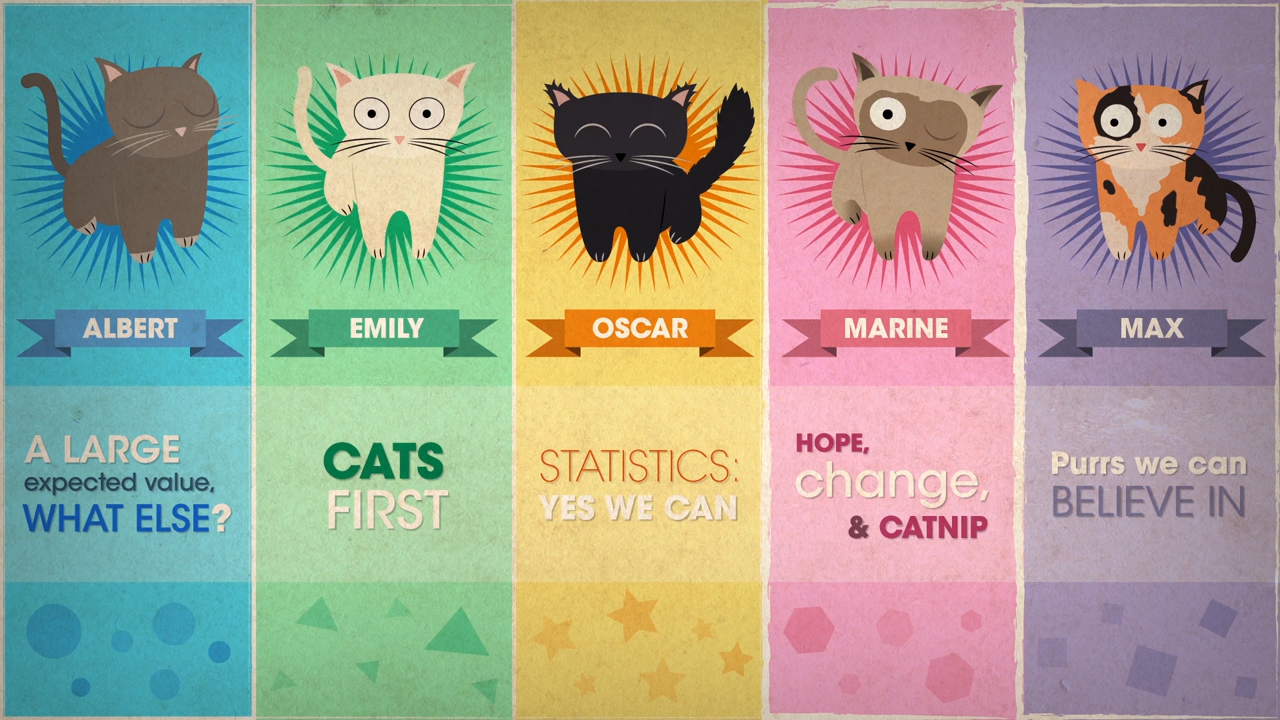 ALBERT
A LARGE
expected value,
WHAT ELSE?
EMILY
CATS
FIRST
OSCAR
STATISTICS:
YES WE CAN
MARINE
HOPE,
change,
& CATNIP
MAX
Purrs we can
BELIEVE IN